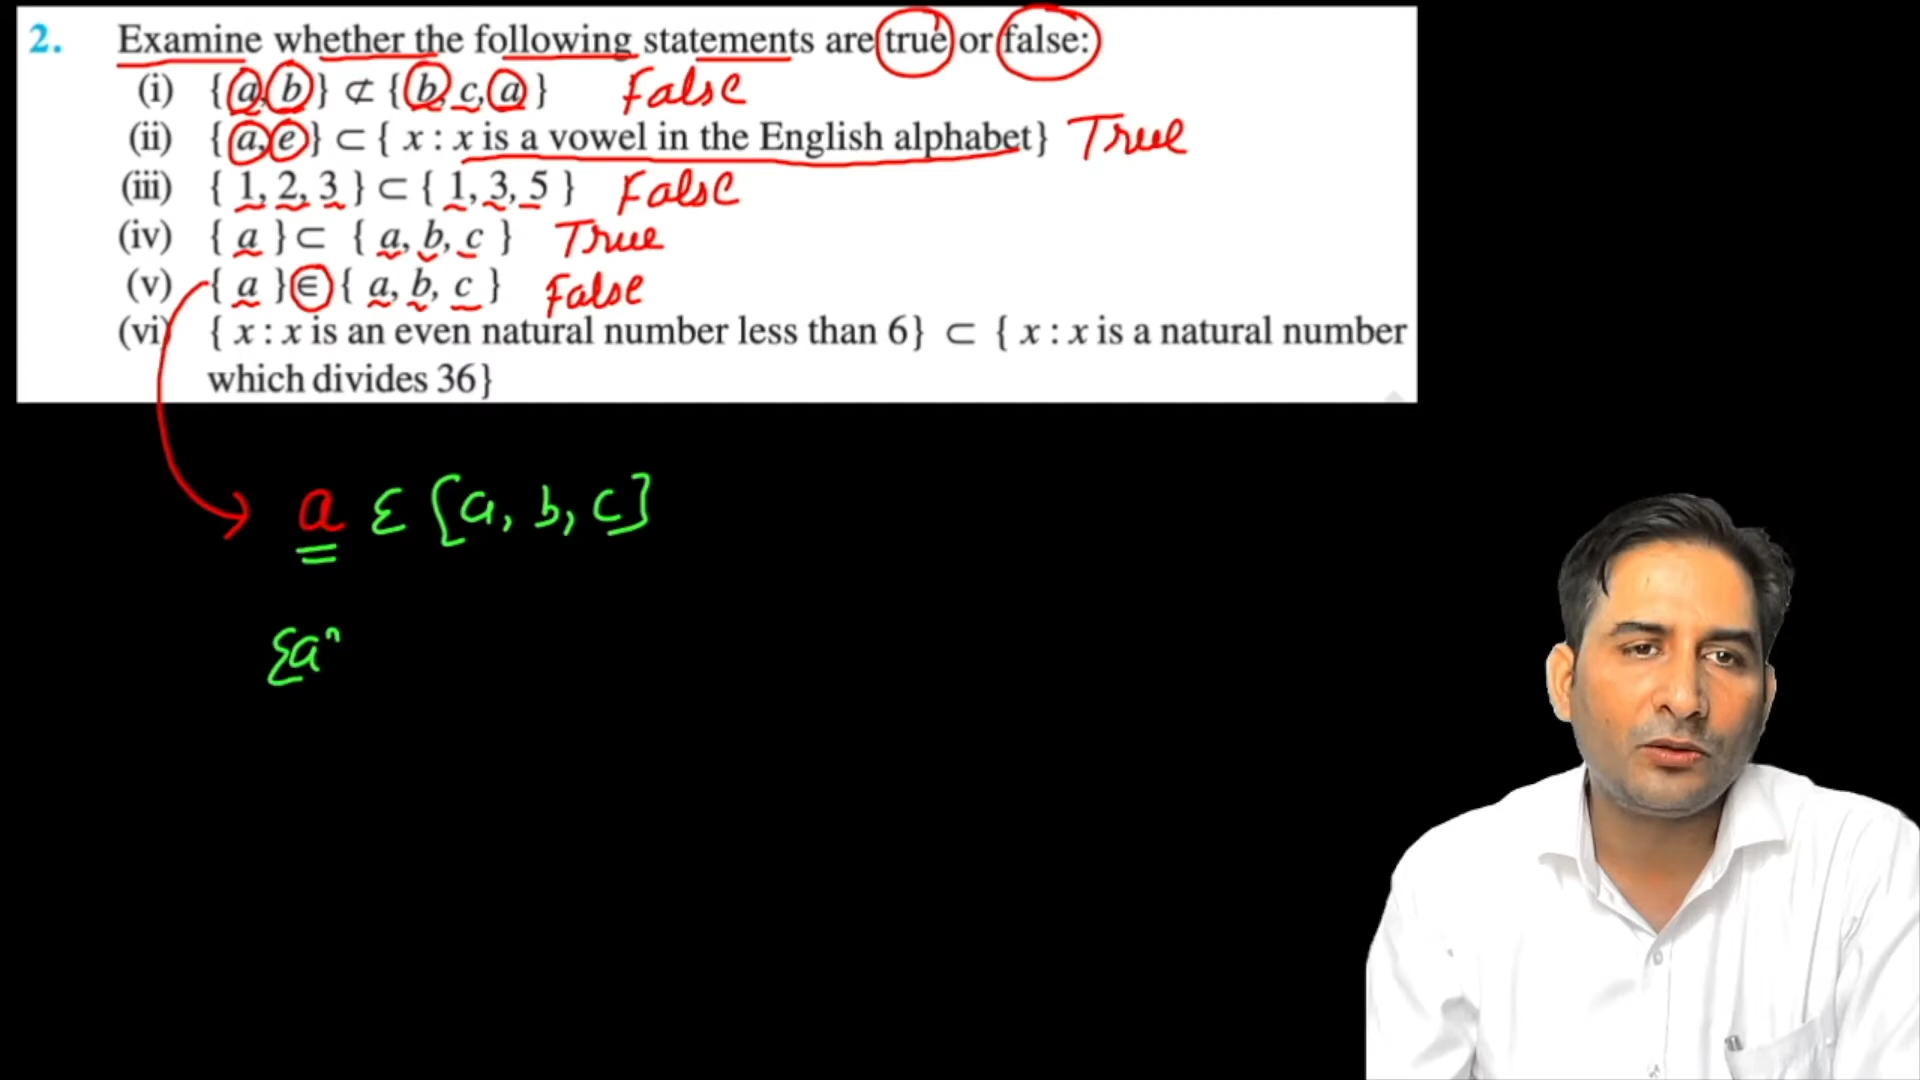 2. Examine whether the following statements are true or false:
(i) {a, b} ⊄ {b, c, a} False
(ii) {a, e} ⊂ { x : x is a vowel in the English alphabet} True
(iii) { 1, 2, 3 } ⊂ { 1, 3, 5 } False
(iv) { a } ⊂ { a, b, c } True
(v) { a } ∈ { a, b, c } False
(vi) { x : x is an even natural number less than 6} ⊂ { x : x is a natural number
which divides 36}
a ∈ {a, b, c}
{a